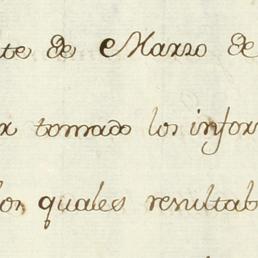 te de Marzo de
tomado los infor
los quales resultab